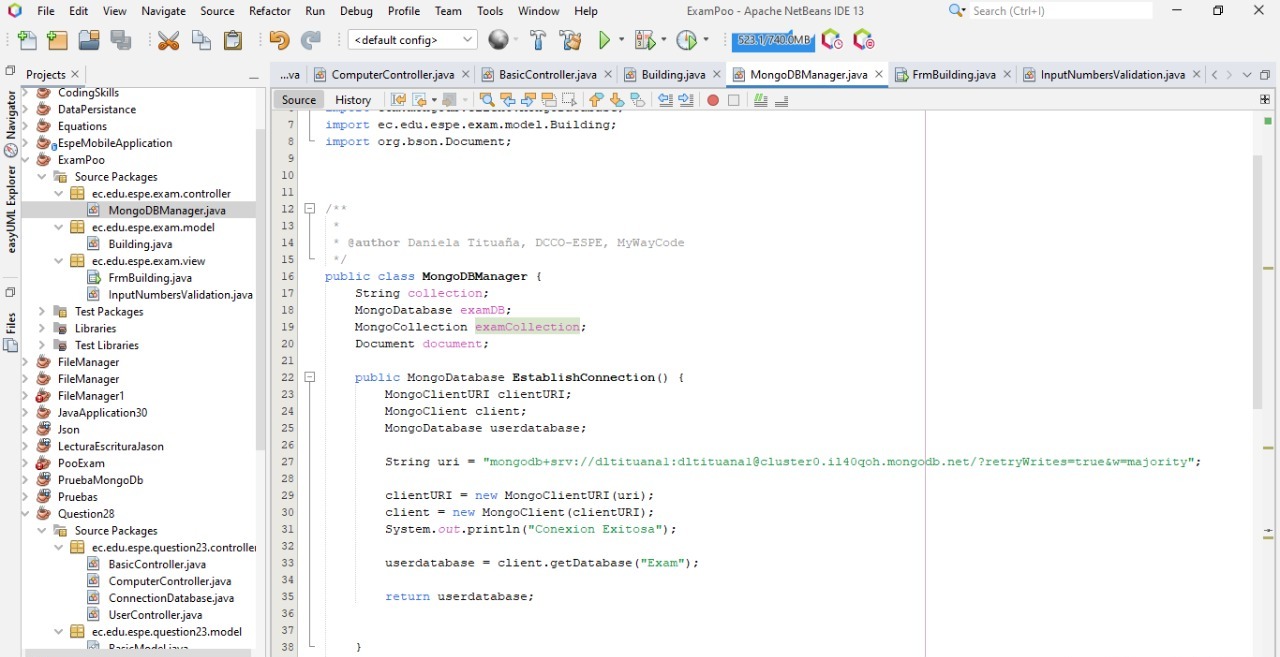 File Edit View Navigate Source Refactor Run Debug Profile Team Tools Window Help ExamPoo - Apache NetBeans IDE 13 Search (Ctrl+I)
<default config> 523.1/740.0MB
Projects
...va ComputerController.java BasicController.java Building.java MongoDBManager.java FrmBuilding.java InputNumbersValidation.java
Source History
Navigator
easyUML Explorer
Files
CodingSkills
DataPersistance
Equations
EspeMobileApplication
ExamPoo
Source Packages
ec.edu.espe.exam.controller
MongoDBManager.java
ec.edu.espe.exam.model
Building.java
ec.edu.espe.exam.view
FrmBuilding.java
InputNumbersValidation.java
Test Packages
Libraries
Test Libraries
FileManager
FileManager
FileManager1
JavaApplication30
Json
LecturaEscrituraJason
PooExam
PruebaMongoDb
Pruebas
Question28
Source Packages
ec.edu.espe.question23.controller
BasicController.java
ComputerController.java
ConnectionDatabase.java
UserController.java
ec.edu.espe.question23.model
BasicModel.java
7 import ec.edu.espe.exam.model.Building;
8 import org.bson.Document;
9
10
11
12 /**
13 *
14 * @author Daniela Tituaña, DCCO-ESPE, MyWayCode
15 */
16 public class MongoDBManager {
17 String collection;
18 MongoDatabase examDB;
19 MongoCollection examCollection;
20 Document document;
21
22 public MongoDatabase EstablishConnection() {
23 MongoClientURI clientURI;
24 MongoClient client;
25 MongoDatabase userdatabase;
26
27 String uri = "mongodb+srv://dltituana1:dltituana1@cluster0.il40qoh.mongodb.net/?retryWrites=true&w=majority";
28
29 clientURI = new MongoClientURI(uri);
30 client = new MongoClient(clientURI);
31 System.out.println("Conexion Exitosa");
32
33 userdatabase = client.getDatabase("Exam");
34
35 return userdatabase;
36
37
38 }